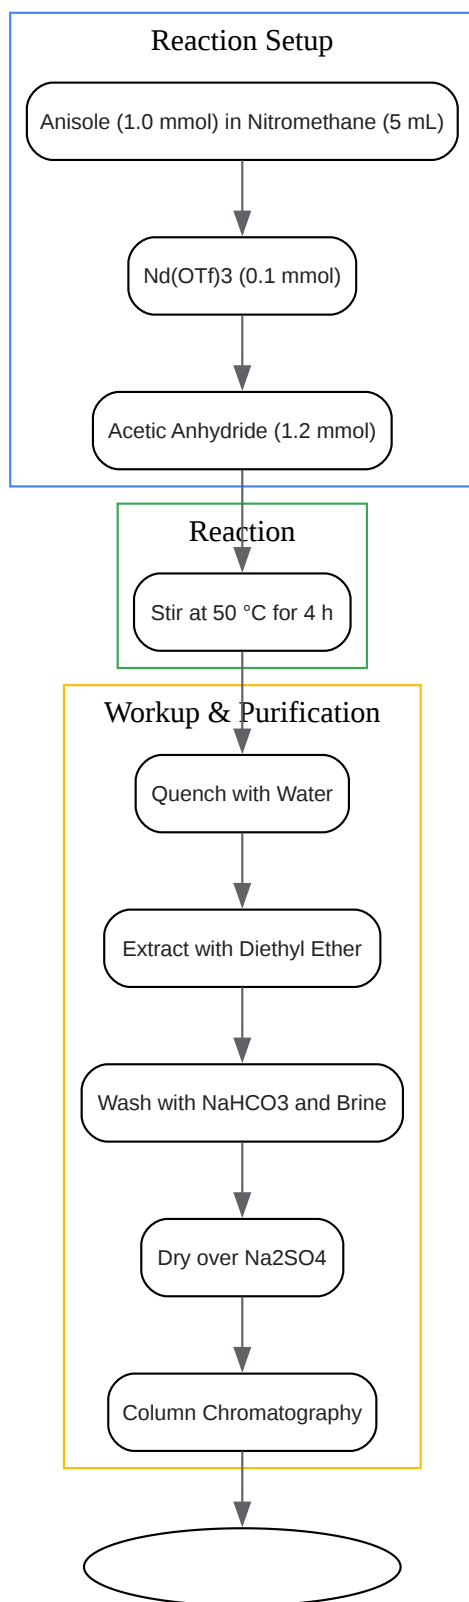 Reaction Setup
Anisole (1.0 mmol) in Nitromethane (5 mL)
Nd(OTf)3 (0.1 mmol)
Acetic Anhydride (1.2 mmol)
Reaction
Stir at 50 °C for 4 h
Workup & Purification
Quench with Water
Extract with Diethyl Ether
Wash with NaHCO3 and Brine
Dry over Na2SO4
Column Chromatography